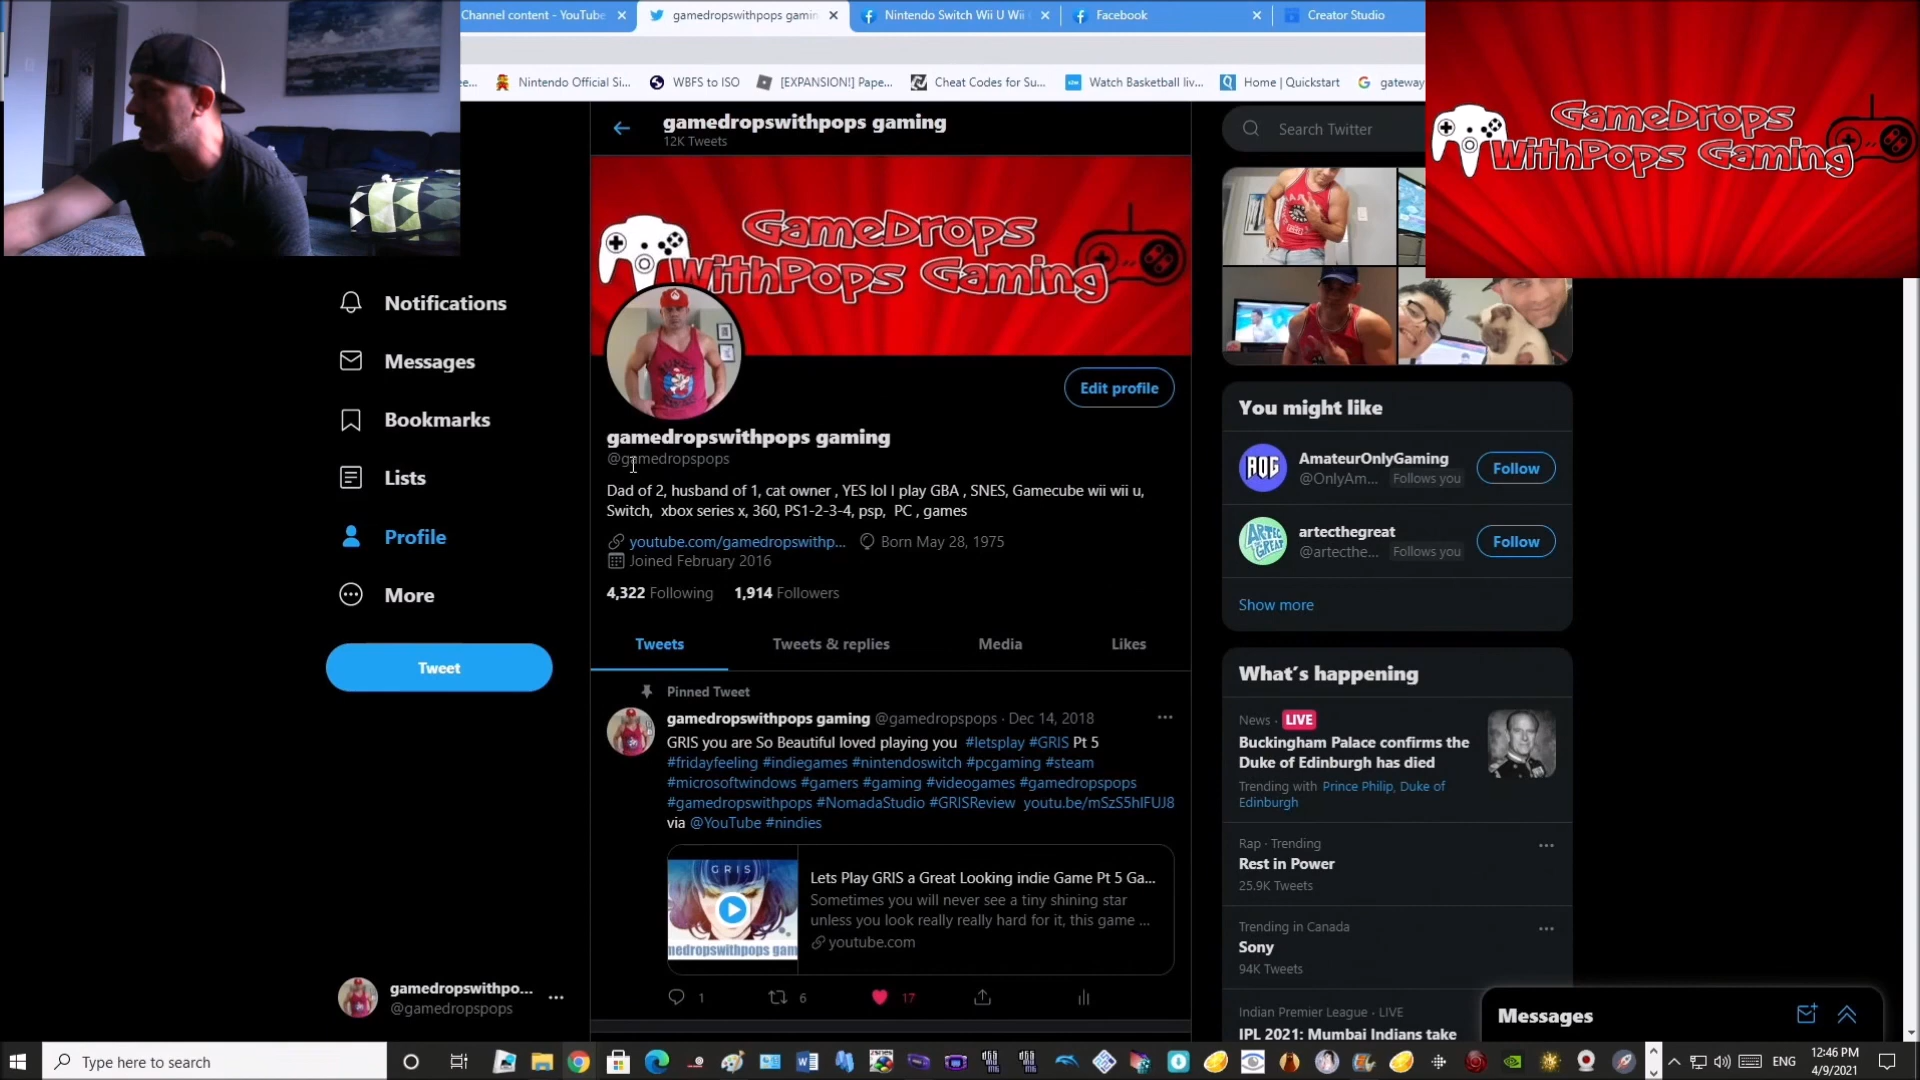 Channel content - YouTube
gamedropswithpops gamin
Nintendo Switch Wii U Wii
Facebook
Creator Studio
Nintendo Official Si...
WBFS to ISO
[EXPANSION!] Pape...
Cheat Codes for Su...
Watch Basketball liv...
Home | Quickstart
gateway
gamedropswithpops gaming
12K Tweets
Search Twitter
GameDrops
WithPops Gaming
GameDrops
WithPops Gaming
Notifications
Messages
Bookmarks
Lists
Profile
More
Tweet
Edit profile
gamedropswithpops gaming
@gamedropspops
Dad of 2, husband of 1, cat owner , YES lol I play GBA , SNES, Gamecube wii wii u,
Switch, xbox series x, 360, PS1-2-3-4, psp, PC , games
youtube.com/gamedropswithp... Born May 28, 1975
Joined February 2016
4,322 Following 1,914 Followers
Tweets
Tweets & replies
Media
Likes
Pinned Tweet
gamedropswithpops gaming @gamedropspops · Dec 14, 2018
GRIS you are So Beautiful loved playing you #letsplay #GRIS Pt 5
#fridayfeeling #indiegames #nintendoswitch #pcgaming #steam
#microsoftwindows #gamers #gaming #videogames #gamedropspops
#gamedropswithpops #NomadaStudio #GRISReview youtu.be/mSzS5hIFUJ8
via @YouTube #nindies
GRIS
medropswithpops gam
Lets Play GRIS a Great Looking indie Game Pt 5 Ga...
Sometimes you will never see a tiny shining star
unless you look really really hard for it, this game ...
youtube.com
1
6
17
gamedropswithpo...
@gamedropspops
You might like
AOG
AmateurOnlyGaming
@OnlyAm... Follows you
Follow
ARTEC
GREAT
artecthegreat
@artecthe... Follows you
Follow
Show more
What's happening
News · LIVE
Buckingham Palace confirms the
Duke of Edinburgh has died
Trending with Prince Philip, Duke of
Edinburgh
Rap · Trending
Rest in Power
25.9K Tweets
Trending in Canada
Sony
94K Tweets
Indian Premier League · LIVE
IPL 2021: Mumbai Indians take
Messages
Type here to search
ENG
12:46 PM
4/9/2021